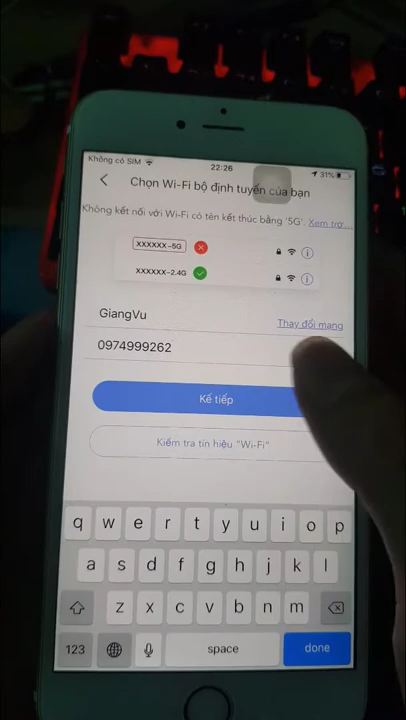 Không có SIM
22:26
31%
Chọn Wi-Fi bộ định tuyến của bạn
Không kết nối với Wi-Fi có tên kết thúc bằng '5G'. Xem trợ ...
XXXXXX-5G
XXXXXX-2.4G
GiangVu
Thay đổi mạng
0974999262
Kế tiếp
Kiểm tra tín hiệu "Wi-Fi"
q w e r t y u i o p
a s d f g h j k l
z x c v b n m
123 space done